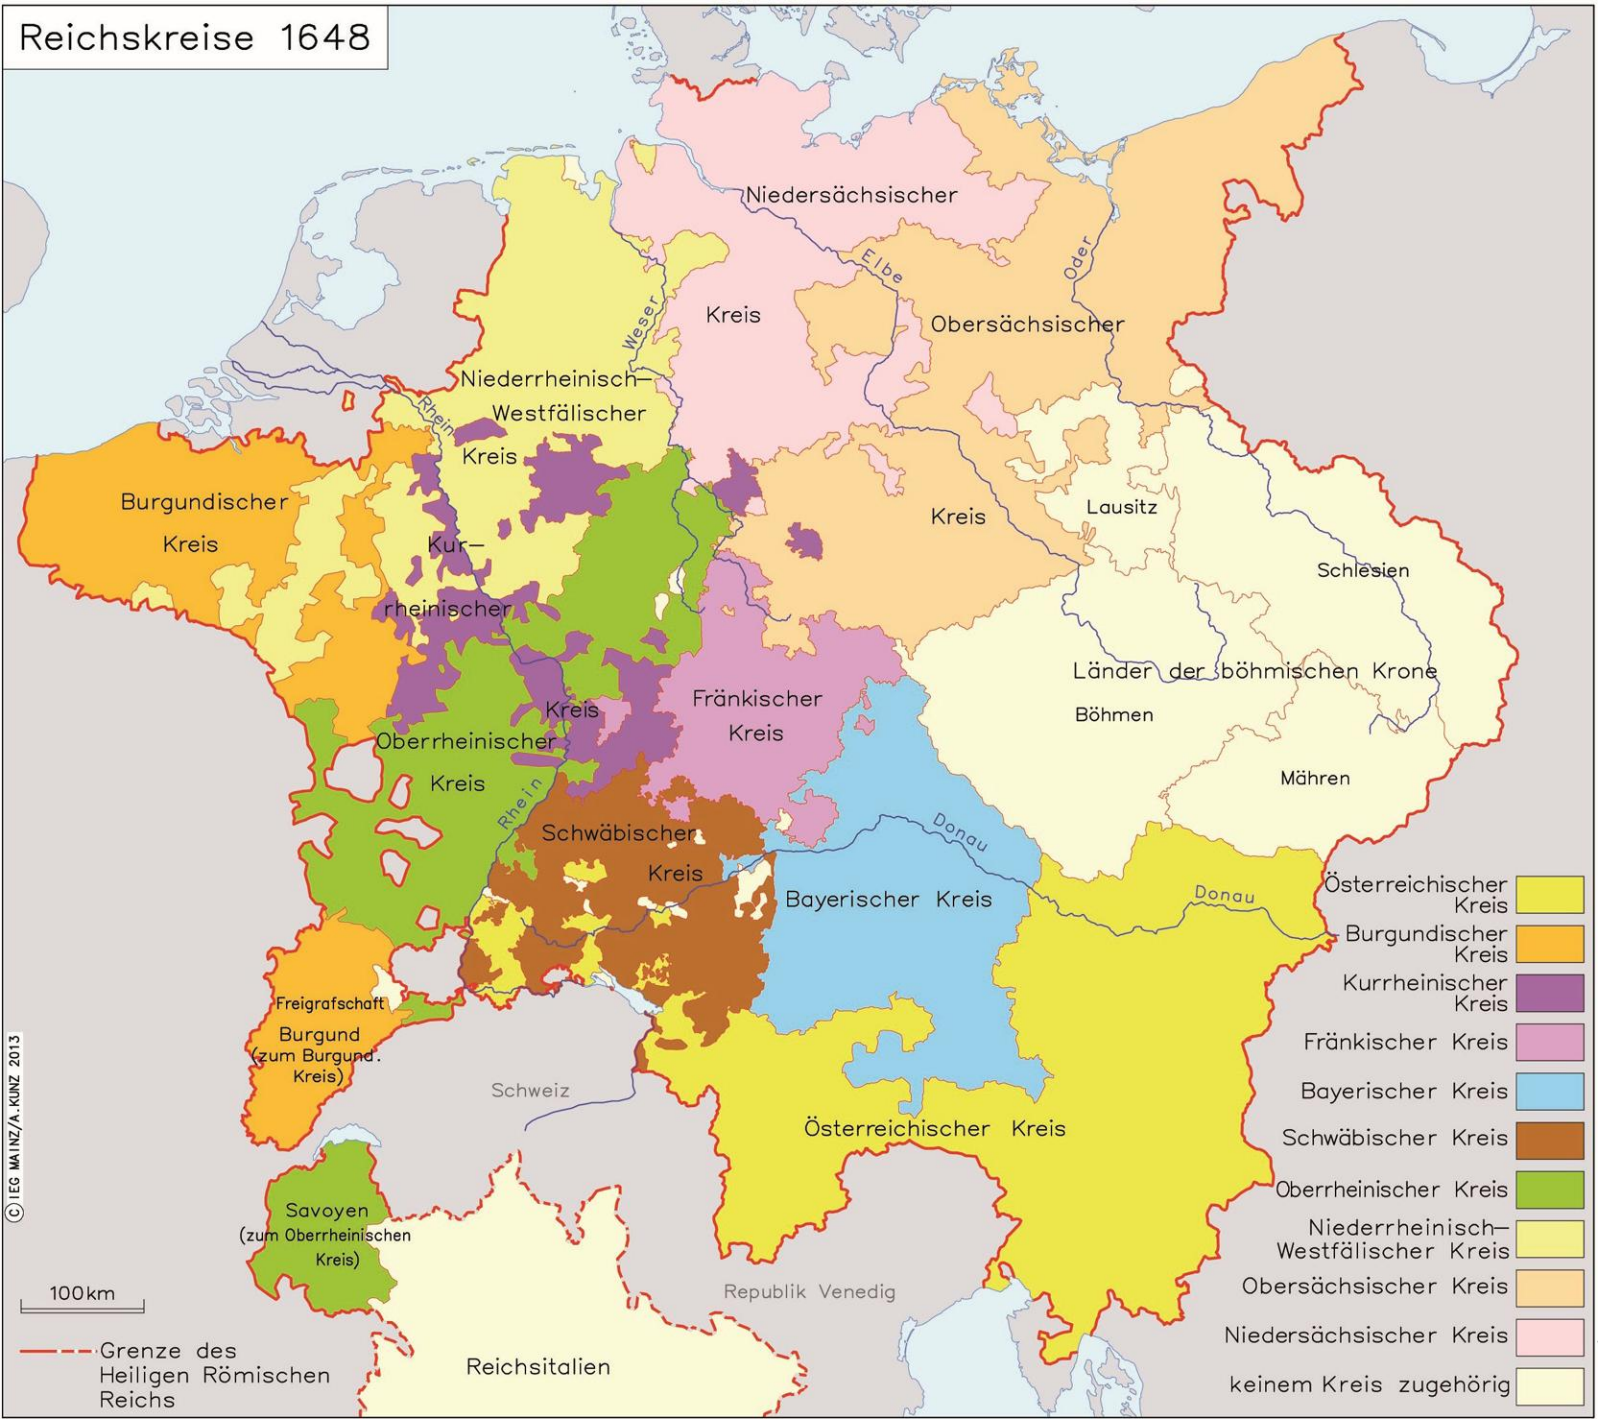 Reichskreise 1648
Niedersächsischer
Kreis
Elbe
Oder
Weser
Obersächsischer
Kreis
Niederrheinisch–
Westfälischer
Kreis
Rhein
Burgundischer
Kreis
Kur–
rheinischer
Kreis
Lausitz
Schlesien
Länder der böhmischen Krone
Böhmen
Mähren
Fränkischer
Kreis
Oberrheinischer
Kreis
Rhein
Schwäbischer
Kreis
Donau
Bayerischer Kreis
Donau
Freigrafschaft
Burgund
(zum Burgund.
Kreis)
Schweiz
Österreichischer Kreis
Savoyen
(zum Oberrheinischen
Kreis)
Republik Venedig
Reichsitalien
100km
Grenze des
Heiligen Römischen
Reichs
Österreichischer
Kreis
Burgundischer
Kreis
Kurrheinischer
Kreis
Fränkischer Kreis
Bayerischer Kreis
Schwäbischer Kreis
Oberrheinischer Kreis
Niederrheinisch–
Westfälischer Kreis
Obersächsischer Kreis
Niedersächsischer Kreis
keinem Kreis zugehörig
© IEG MAINZ/A.KUNZ 2013